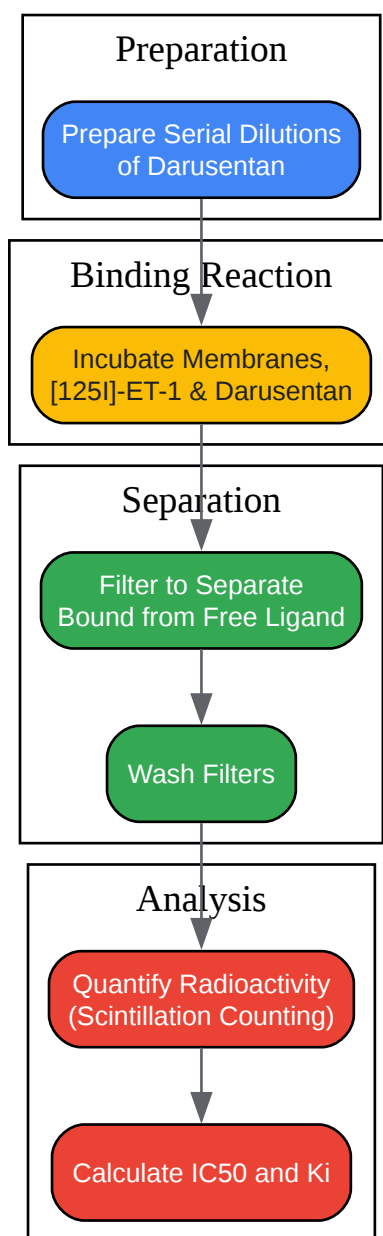 Preparation
Prepare Serial Dilutions
of Darusentan
Binding Reaction
Incubate Membranes,
[125I]-ET-1 & Darusentan
Separation
Filter to Separate
Bound from Free Ligand
Wash Filters
Analysis
Quantify Radioactivity
(Scintillation Counting)
Calculate IC50 and Ki